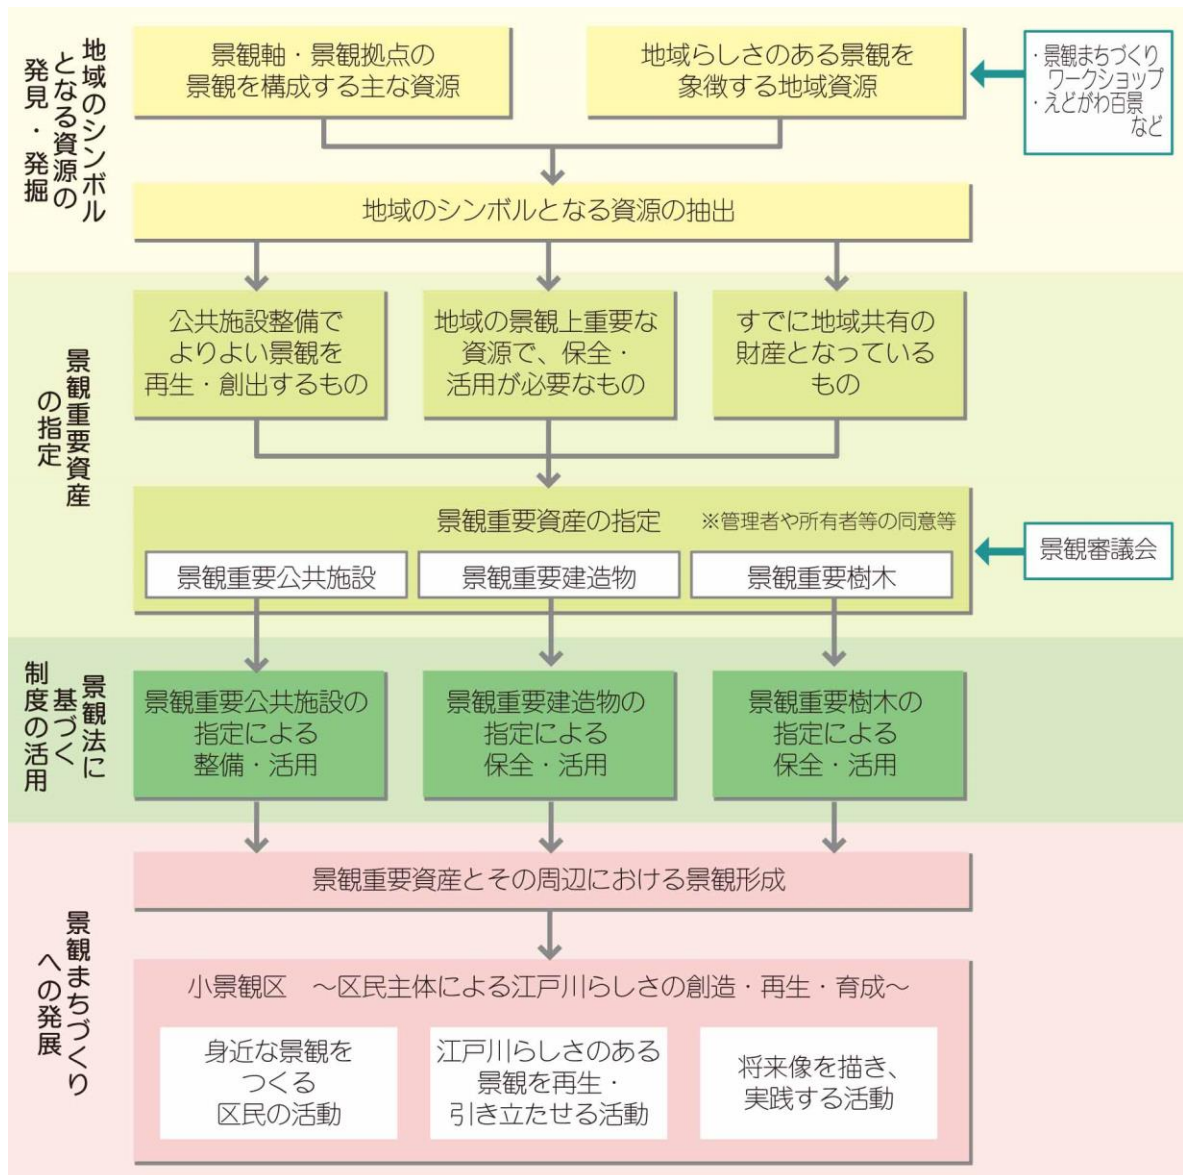 地域のシンボル
となる資源の
発見・発掘
景観軸・景観拠点の
景観を構成する主な資源
地域らしさのある景観を
象徴する地域資源
・景観まちづくり
ワークショップ
・えどがわ百景
など
地域のシンボルとなる資源の抽出
景観重要資産
の指定
公共施設整備で
よりよい景観を
再生・創出するもの
地域の景観上重要な
資源で、保全・
活用が必要なもの
すでに地域共有の
財産となっている
もの
景観重要資産の指定 ※管理者や所有者等の同意等
景観重要公共施設
景観重要建造物
景観重要樹木
景観審議会
景観法に
基づく
制度の活用
景観重要公共施設の
指定による
整備・活用
景観重要建造物の
指定による
保全・活用
景観重要樹木の
指定による
保全・活用
景観まちづくり
への発展
景観重要資産とその周辺における景観形成
小景観区 ～区民主体による江戸川らしさの創造・再生・育成～
身近な景観を
つくる
区民の活動
江戸川らしさのある
景観を再生・
引き立たせる活動
将来像を描き、
実践する活動